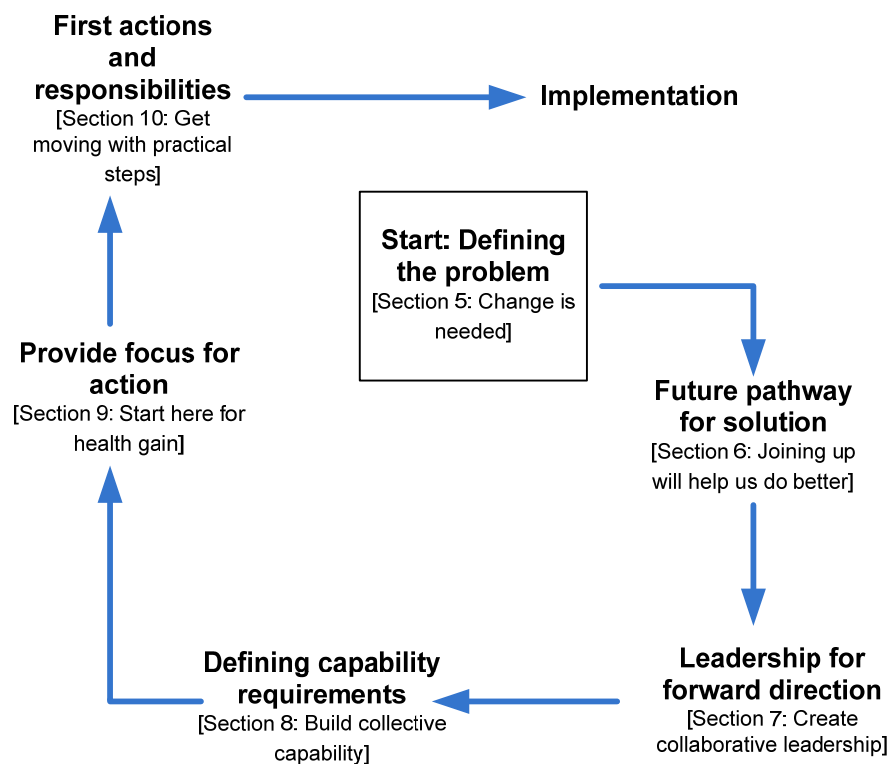 First actions
and
responsibilities
[Section 10: Get
moving with practical
steps]
Implementation
Start: Defining
the problem
[Section 5: Change is
needed]
Future pathway
for solution
[Section 6: Joining up
will help us do better]
Leadership for
forward direction
[Section 7: Create
collaborative leadership]
Defining capability
requirements
[Section 8: Build collective
capability]
Provide focus for
action
[Section 9: Start here for
health gain]